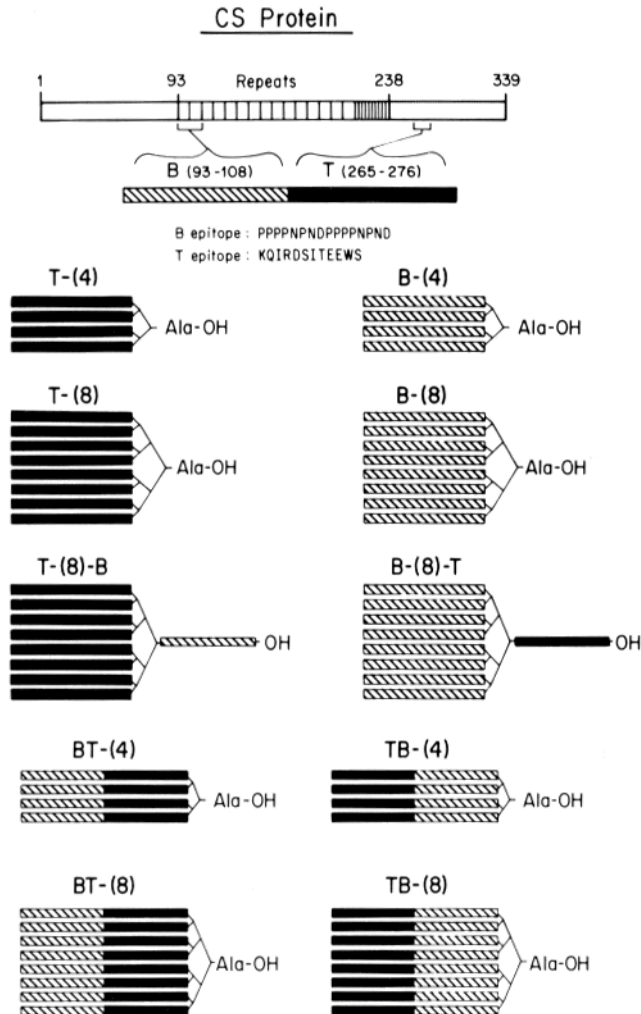 CS Protein
1 93 Repeats 238 339
B (93-108) T (265-276)
B epitope : PPPPNPNDPPPPNPND
T epitope : KQIRDSITEEWS
T-(4) B-(4)
Ala-OH Ala-OH
T-(8) B-(8)
Ala-OH Ala-OH
T-(8)-B B-(8)-T
OH OH
BT-(4) TB-(4)
Ala-OH Ala-OH
BT-(8) TB-(8)
Ala-OH Ala-OH